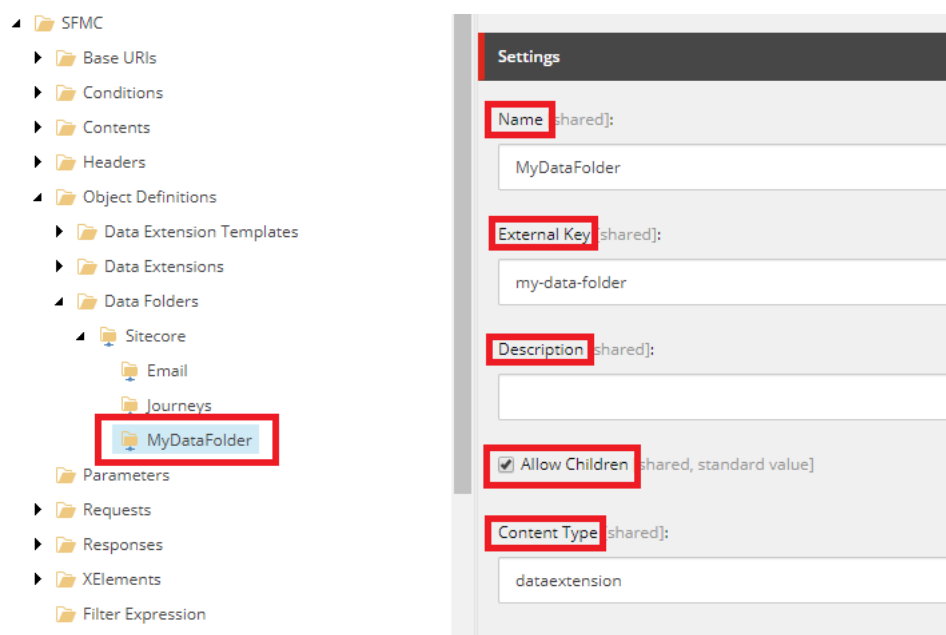 SFMC
Base URIs
Conditions
Contents
Headers
Object Definitions
Data Extension Templates
Data Extensions
Data Folders
Sitecore
Email
Journeys
MyDataFolder
Parameters
Requests
Responses
XElements
Filter Expression
Settings
Name [shared]:
MyDataFolder
External Key [shared]:
my-data-folder
Description [shared]:
Allow Children [shared, standard value]
Content Type [shared]:
dataextension